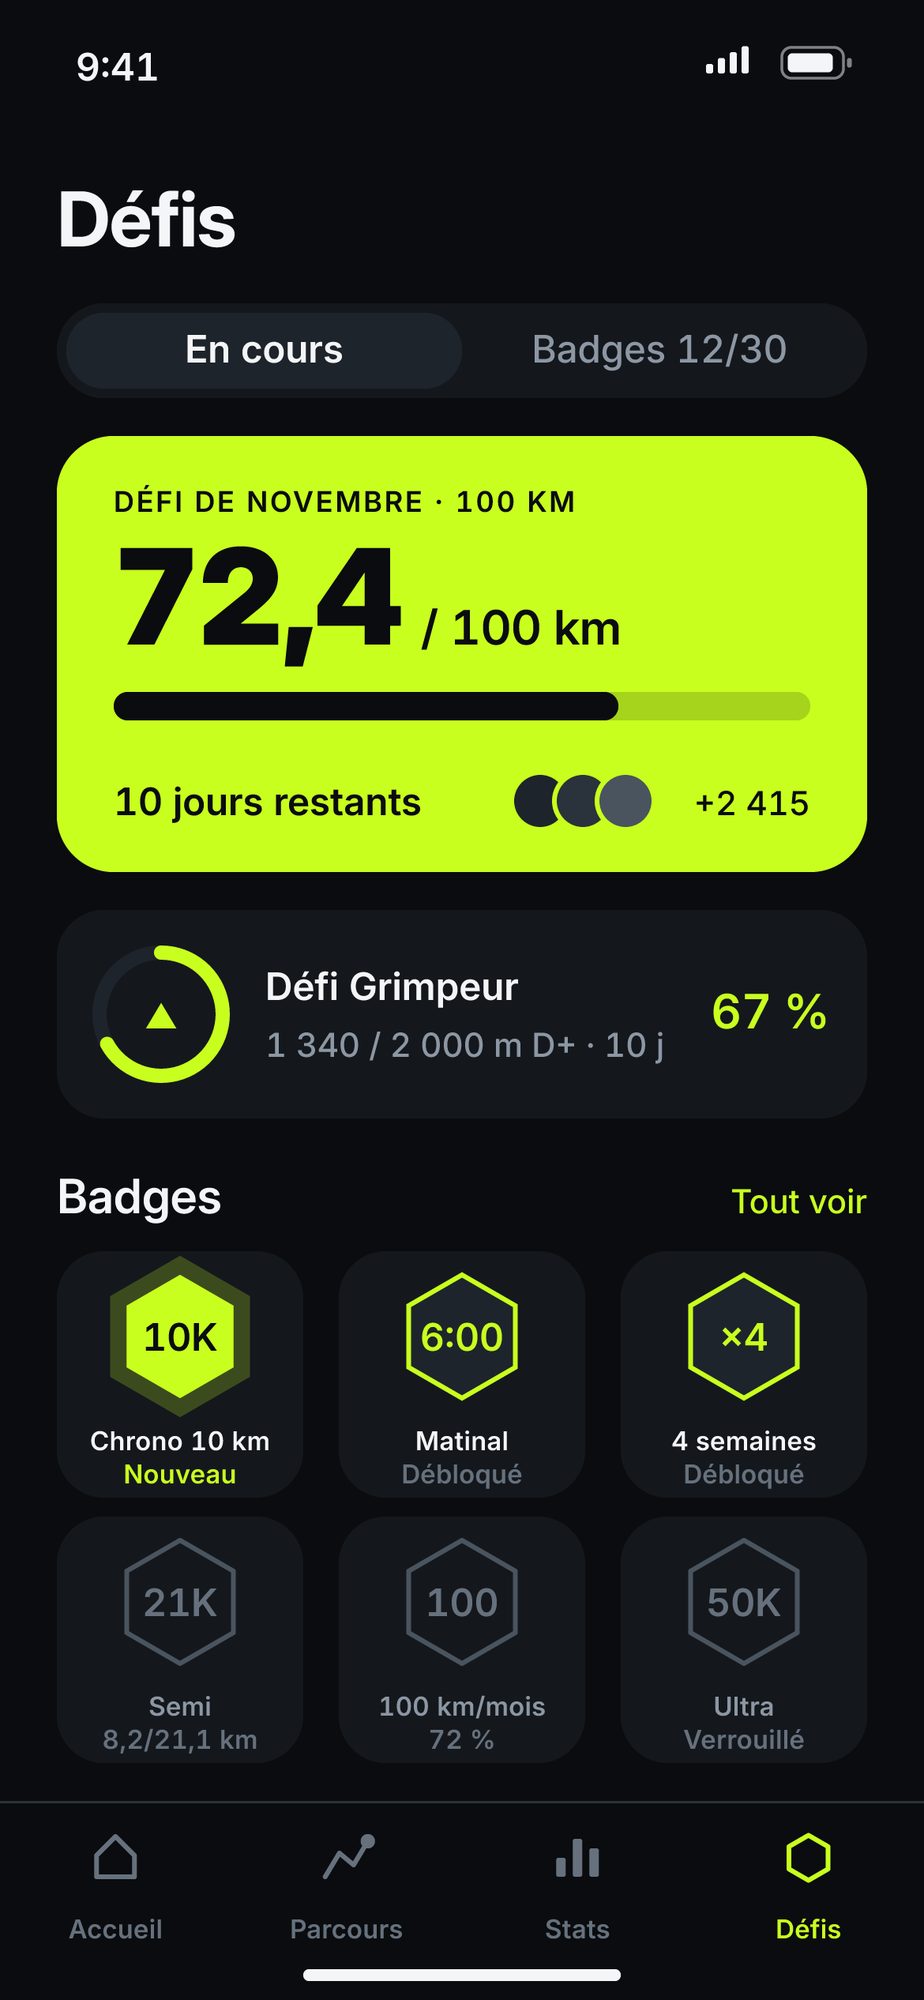 9:41
Défis
En cours
Badges 12/30
DÉFI DE NOVEMBRE · 100 KM
72,4 / 100 km
10 jours restants
+2 415
Défi Grimpeur
1 340 / 2 000 m D+ · 10 j
67 %
Badges
Tout voir
10K
Chrono 10 km
Nouveau
6:00
Matinal
Débloqué
×4
4 semaines
Débloqué
21K
Semi
8,2/21,1 km
100
100 km/mois
72 %
50K
Ultra
Verrouillé
Accueil
Parcours
Stats
Défis